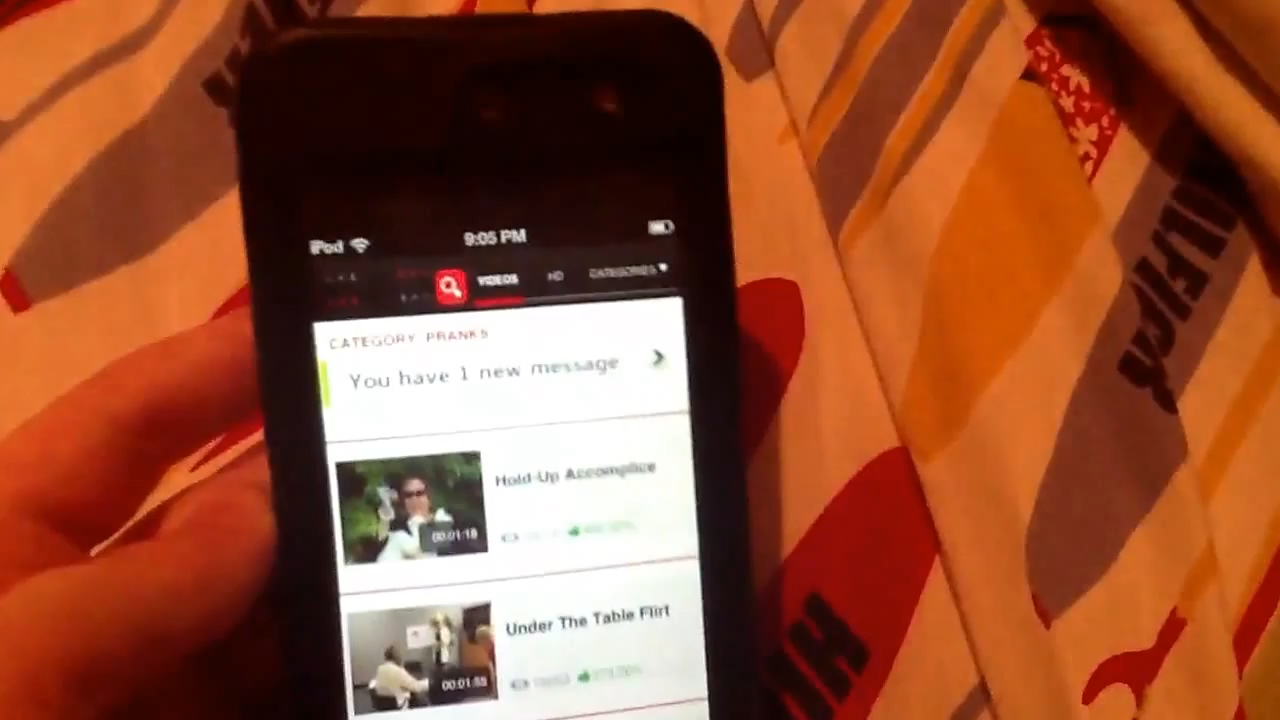 iPod 9:05 PM
VIDEOS HD CATEGORIES
CATEGORY: PRANKS
You have 1 new message
Hold-Up Accomplice
00:01:18
Under The Table Flirt
00:01:55